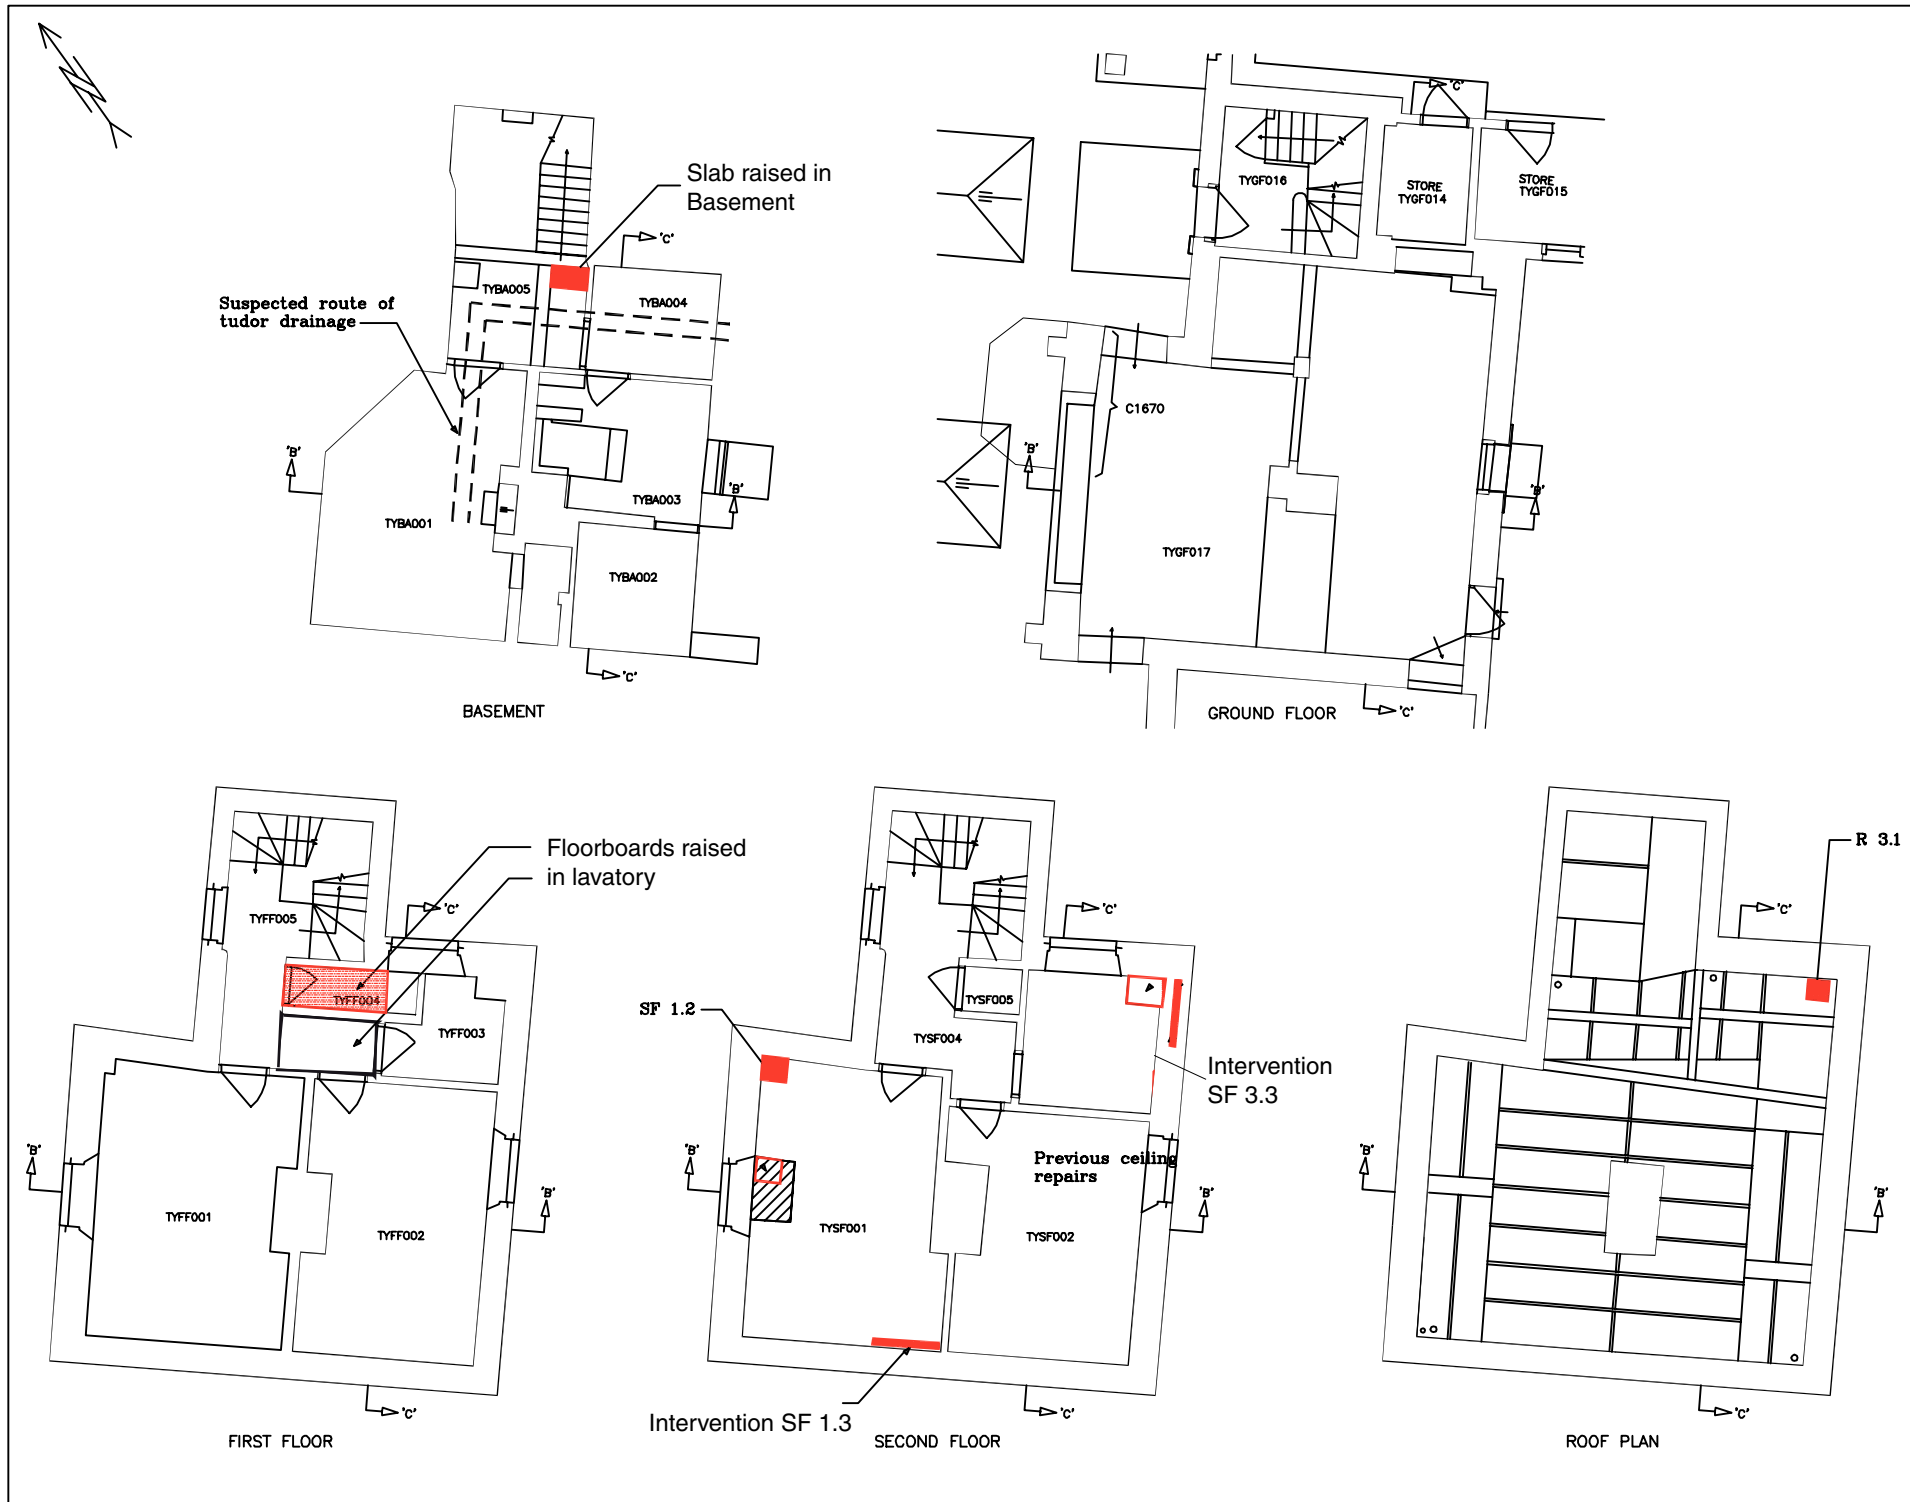 'C'
Slab raised in
Basement
'C'
TYGF016
STORE
TYGF014
STORE
TYGF015
TYBA005
TYBA004
Suspected route of
tudor drainage
C1670
'B'
'B'
TYBA003
'B'
'B'
TYBA001
TYGF017
TYBA002
'C'
'C'
BASEMENT
GROUND FLOOR
Floorboards raised
in lavatory
R 3.1
TYFF005
'C'
'C'
'C'
TYFF004
TYFF003
SF 1.2
TYSF005
TYSF004
Intervention
SF 3.3
'B'
'B'
'B'
Previous ceiling
repairs
'B'
'B'
'B'
TYFF001
TYFF002
TYSF001
TYSF002
'C'
'C'
'C'
Intervention SF 1.3
FIRST FLOOR
SECOND FLOOR
ROOF PLAN